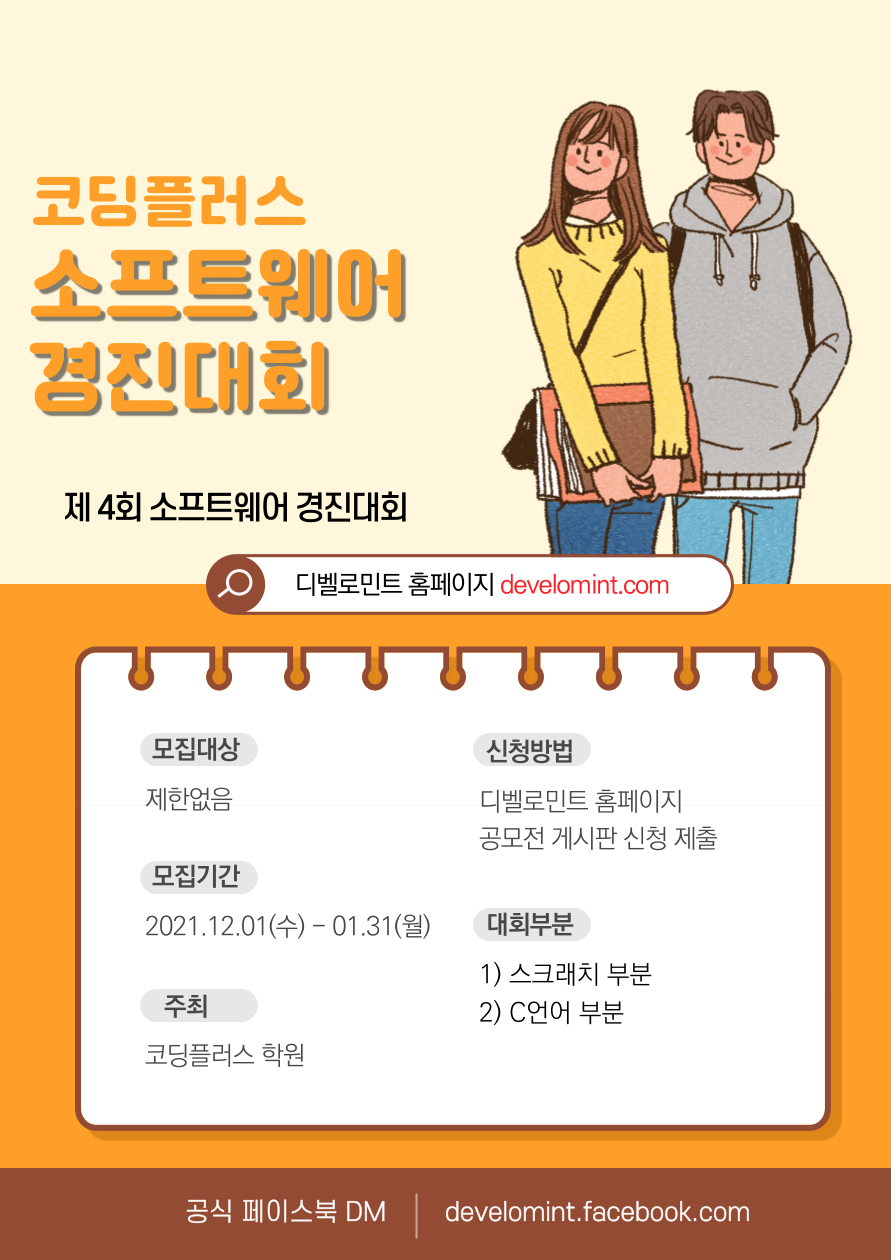 코딩플러스
소프트웨어
경진대회
제 4회 소프트웨어 경진대회
디벨로민트 홈페이지 develomint.com
모집대상
제한없음
모집기간
2021.12.01(수) – 01.31(월)
주최
코딩플러스 학원
신청방법
디벨로민트 홈페이지
공모전 게시판 신청 제출
대회부분
1) 스크래치 부분
2) C언어 부분
공식 페이스북 DM
develomint.facebook.com